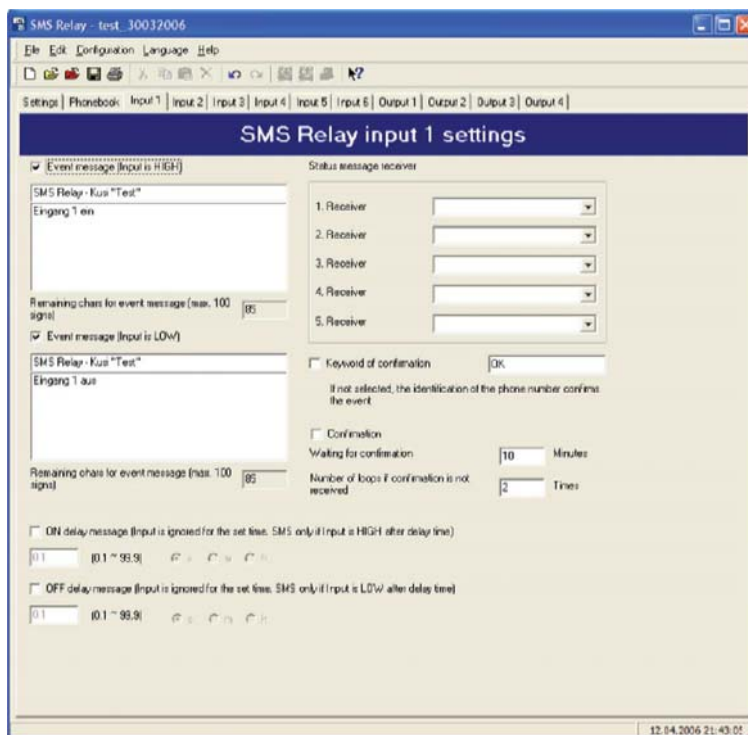 SMS Relay - test_30032006
File Edit Configuration Language Help
Settings Phonebook Input 1 Input 2 Input 3 Input 4 Input 5 Input 6 Output 1 Output 2 Output 3 Output 4
SMS Relay input 1 settings
Event message (Input is HIGH)
SMS Relay - Kusi "Test"
Eingang 1 ein
Remaining chars for event message (max. 100 signs)
85
Event message (Input is LOW)
SMS Relay - Kusi "Test"
Eingang 1 aus
Remaining chars for event message (max. 100 signs)
85
Status message receiver
1. Receiver
2. Receiver
3. Receiver
4. Receiver
5. Receiver
Keyword of confirmation OK
If not selected, the identification of the phone number confirms
the event
Confirmation
Waiting for confirmation 10 Minutes
Number of loops if confirmation is not
received 2 Times
ON delay message (Input is ignored for the set time. SMS only if Input is HIGH after delay time)
0.1 (0.1 ~ 99.9) s m h
OFF delay message (Input is ignored for the set time. SMS only if Input is LOW after delay time)
0.1 (0.1 ~ 99.9) s m h
12.04.2006 21:43:05